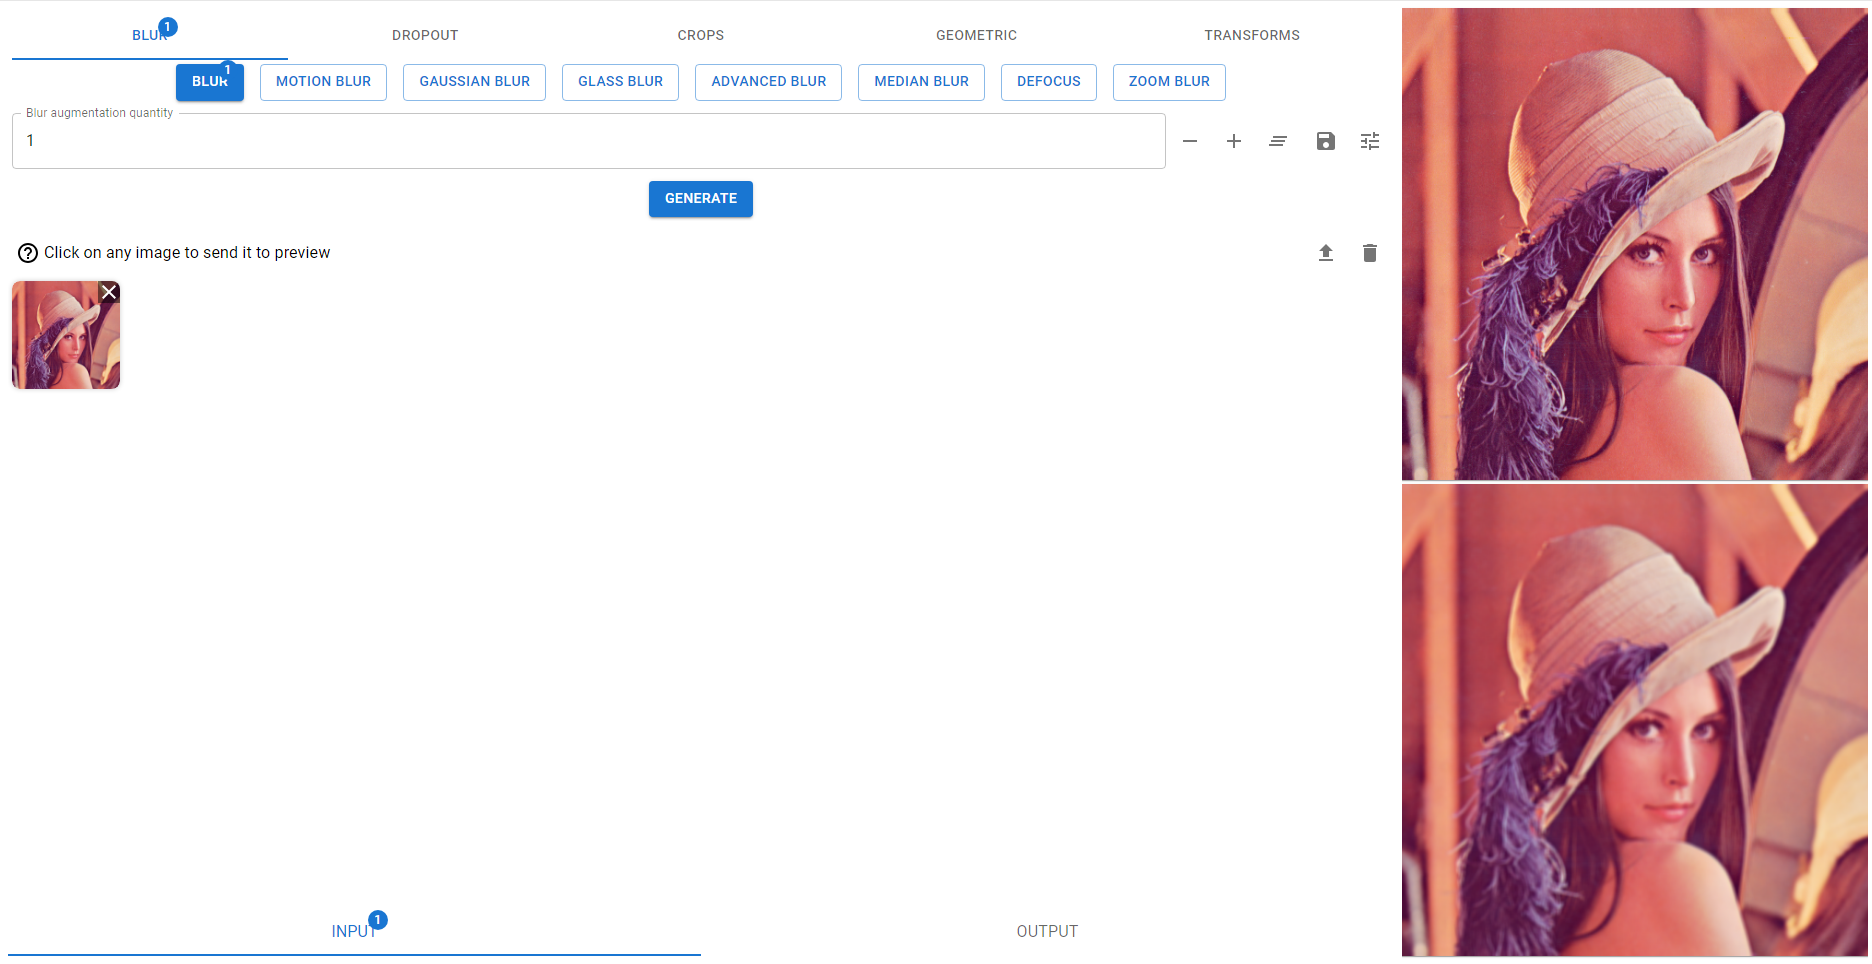 BLUR 1 DROPOUT CROPS GEOMETRIC TRANSFORMS
BLUR 1 MOTION BLUR GAUSSIAN BLUR GLASS BLUR ADVANCED BLUR MEDIAN BLUR DEFOCUS ZOOM BLUR
Blur augmentation quantity
1
GENERATE
Click on any image to send it to preview
INPUT 1 OUTPUT